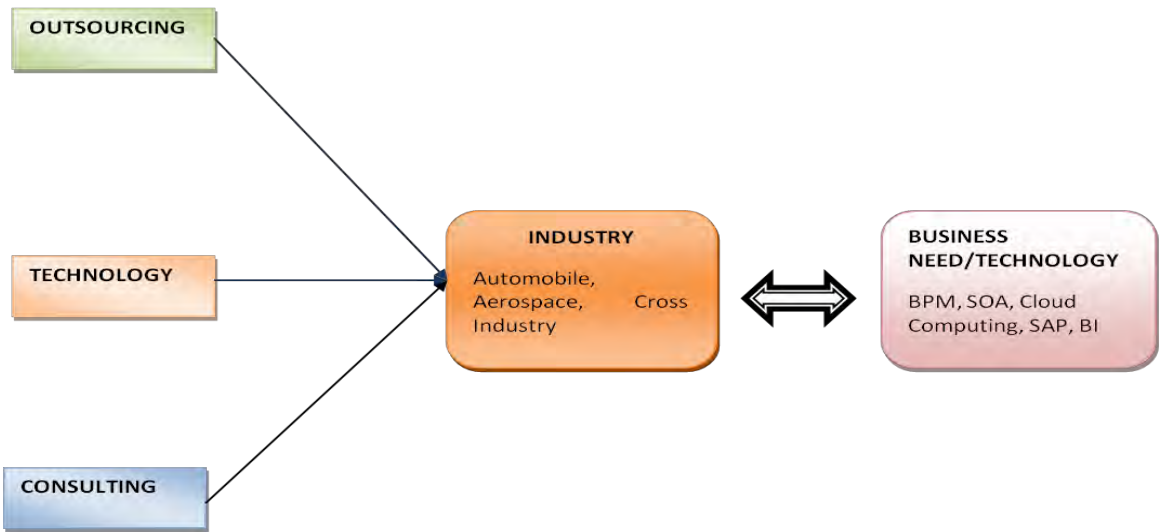 OUTSOURCING
TECHNOLOGY
CONSULTING
INDUSTRY
Automobile,
Aerospace, Cross
Industry
BUSINESS
NEED/TECHNOLOGY
BPM, SOA, Cloud
Computing, SAP, BI